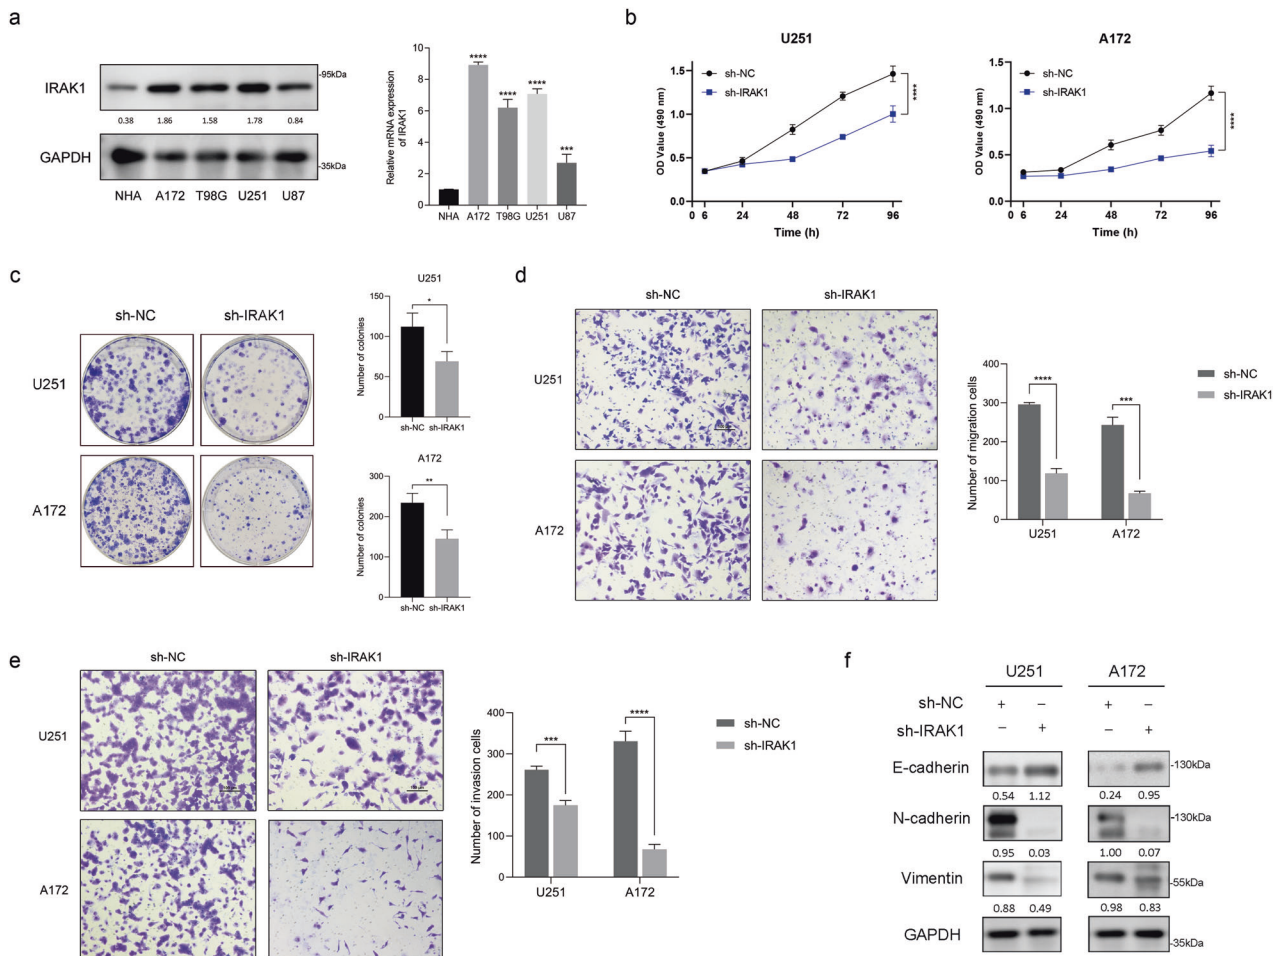 a
IRAK1
-95kDa
0.38 1.86 1.58 1.78 0.84
GAPDH
-35kDa
NHA A172 T98G U251 U87
Relative mRNA expression
of IRAK1
10
8
6
4
2
0
**** **** **** ***
NHA A172 T98G U251 U87
b
U251
sh-NC
sh-IRAK1
OD Value (490 nm)
1.5
1.0
0.5
0.0
****
0 6 24 48 72 96
Time (h)
A172
sh-NC
sh-IRAK1
OD Value (490 nm)
1.5
1.0
0.5
0.0
****
0 6 24 48 72 96
Time (h)
c
sh-NC sh-IRAK1
U251
A172
U251
Number of colonies
150
100
50
0
*
sh-NC sh-IRAK1
A172
Number of colonies
300
200
100
0
**
sh-NC sh-IRAK1
d
sh-NC sh-IRAK1
U251
A172
Number of migration cells
400
300
200
100
0
**** ***
U251 A172
sh-NC
sh-IRAK1
e
sh-NC sh-IRAK1
U251
A172
Number of invasion cells
400
300
200
100
0
*** ****
U251 A172
sh-NC
sh-IRAK1
f
U251 A172
sh-NC + – + –
sh-IRAK1 – + – +
E-cadherin -130kDa
0.54 1.12 0.24 0.95
N-cadherin -130kDa
0.95 0.03 1.00 0.07
Vimentin -55kDa
0.88 0.49 0.98 0.83
GAPDH -35kDa